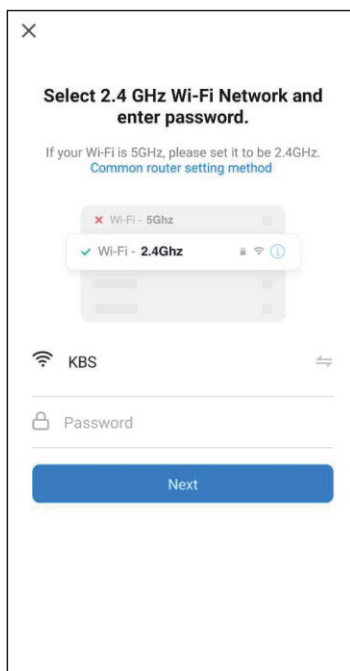 Select 2.4 GHz Wi-Fi Network and
enter password.
If your Wi-Fi is 5GHz, please set it to be 2.4GHz.
Common router setting method
Wi-Fi - 5Ghz
Wi-Fi - 2.4Ghz
KBS
Password
Next